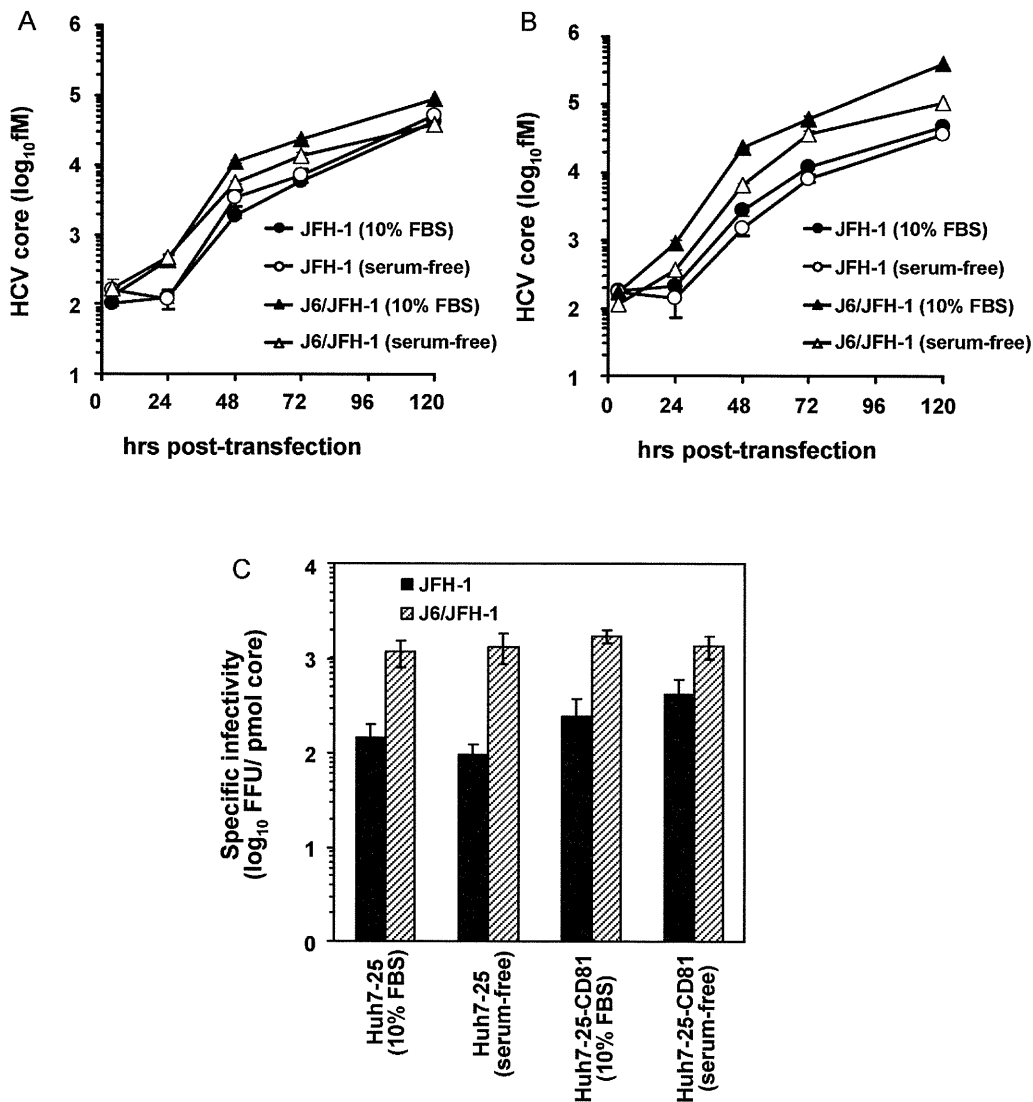 A
HCV core (log10fM)
6
5
4
3
2
1
0 24 48 72 96 120
hrs post-transfection
JFH-1 (10% FBS)
JFH-1 (serum-free)
J6/JFH-1 (10% FBS)
J6/JFH-1 (serum-free)
B
HCV core (log10fM)
6
5
4
3
2
1
0 24 48 72 96 120
hrs post-transfection
JFH-1 (10% FBS)
JFH-1 (serum-free)
J6/JFH-1 (10% FBS)
J6/JFH-1 (serum-free)
C
Specific infectivity
(log10 FFU/ pmol core)
4
3
2
1
0
JFH-1
J6/JFH-1
Huh7-25
(10% FBS)
Huh7-25
(serum-free)
Huh7-25-CD81
(10% FBS)
Huh7-25-CD81
(serum-free)